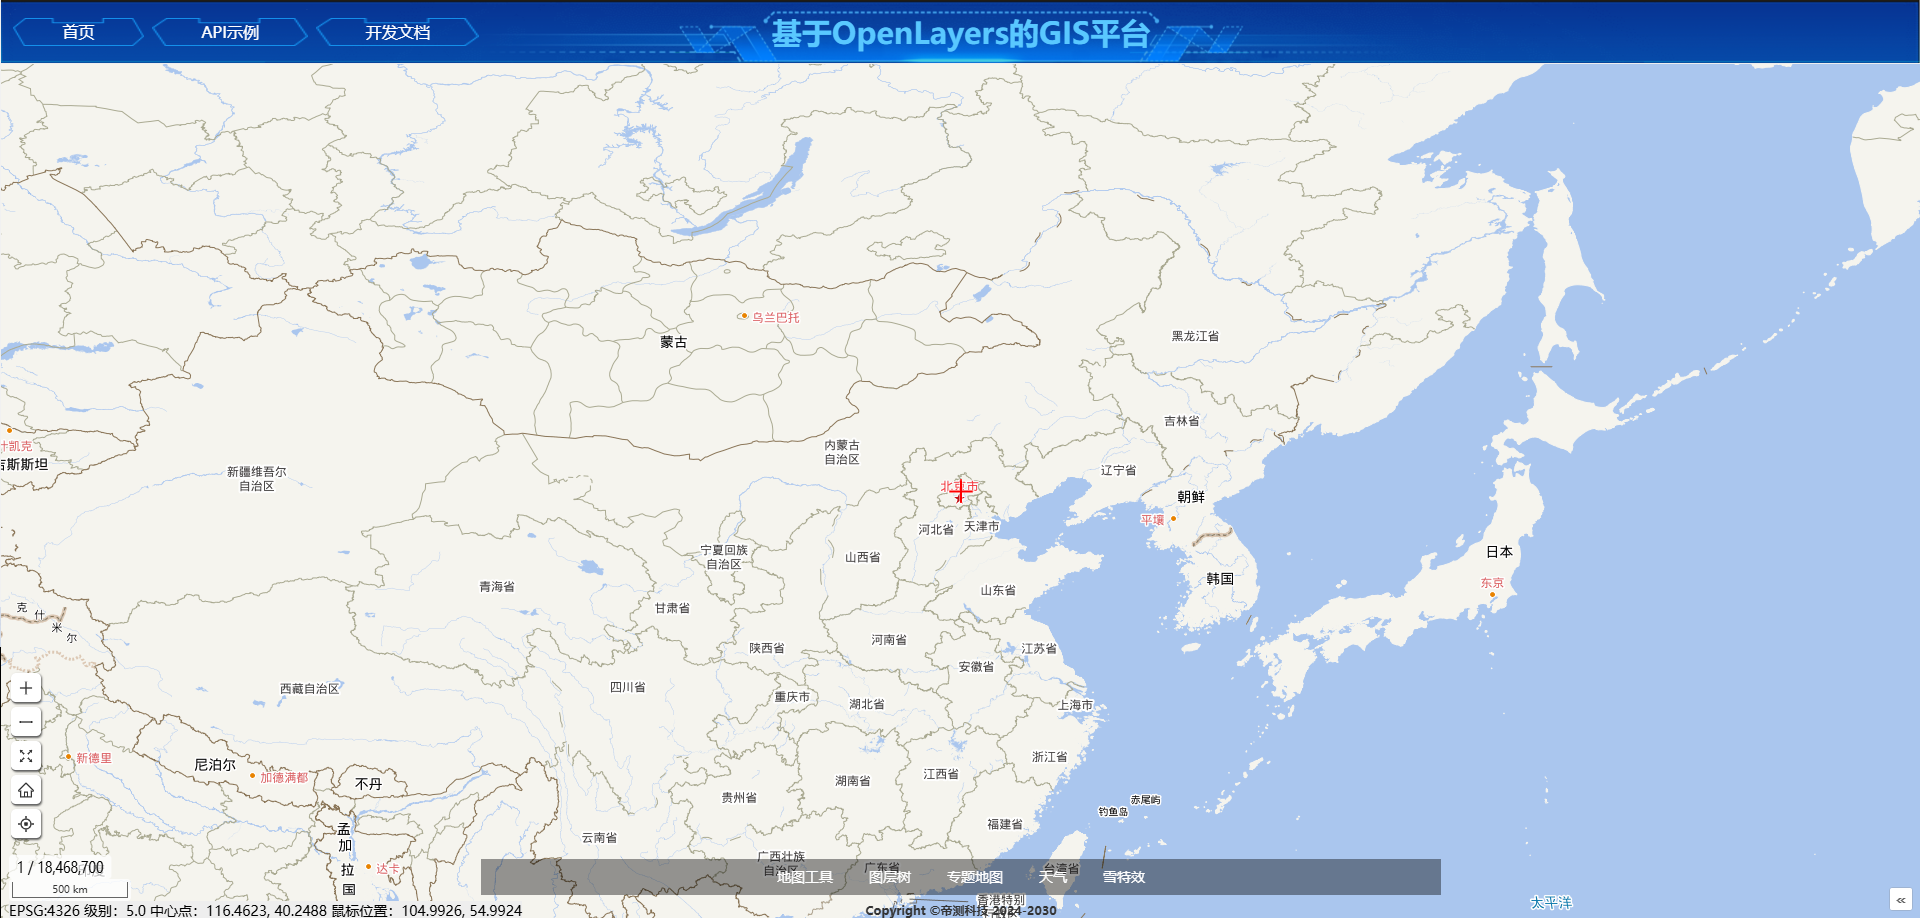 首页
API示例
开发文档
基于OpenLayers的GIS平台
乌兰巴托
蒙古
黑龙江省
吉林省
什凯克
吉斯斯坦
内蒙古
自治区
新疆维吾尔
自治区
辽宁省
北京市
朝鲜
平壤
河北省
天津市
日本
宁夏回族
自治区
山西省
韩国
东京
青海省
山东省
甘肃省
克什米尔
河南省
陕西省
江苏省
安徽省
四川省
西藏自治区
重庆市
湖北省
上海市
新德里
尼泊尔
加德满都
不丹
浙江省
江西省
湖南省
贵州省
赤尾屿
钓鱼岛
福建省
孟加拉国
云南省
广西壮族
自治区
广东省
台湾省
达卡
1 / 18,468,700
500 km
地图工具
图层树
专题地图
天气
雪特效
香港特别
太平洋
«
EPSG:4326 级别：5.0 中心点：116.4623, 40.2488 鼠标位置：104.9926, 54.9924
Copyright ©帝测科技 2024-2030